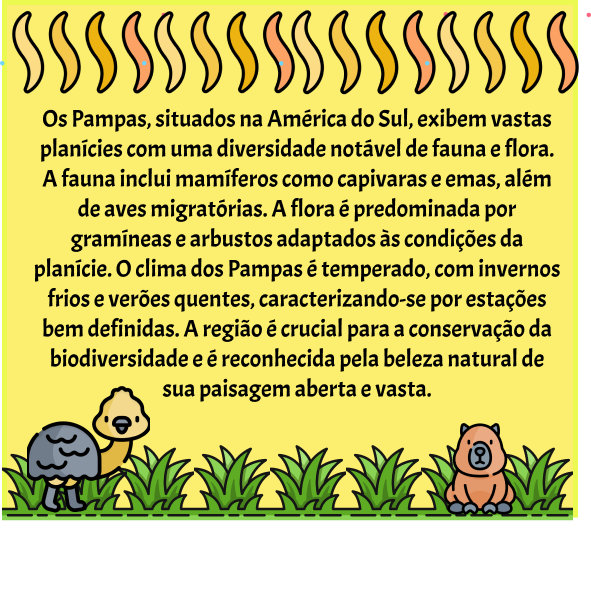 Os Pampas, situados na América do Sul, exibem vastas
planícies com uma diversidade notável de fauna e flora.
A fauna inclui mamíferos como capivaras e emas, além
de aves migratórias. A flora é predominada por
gramíneas e arbustos adaptados às condições da
planície. O clima dos Pampas é temperado, com invernos
frios e verões quentes, caracterizando-se por estações
bem definidas. A região é crucial para a conservação da
biodiversidade e é reconhecida pela beleza natural de
sua paisagem aberta e vasta.